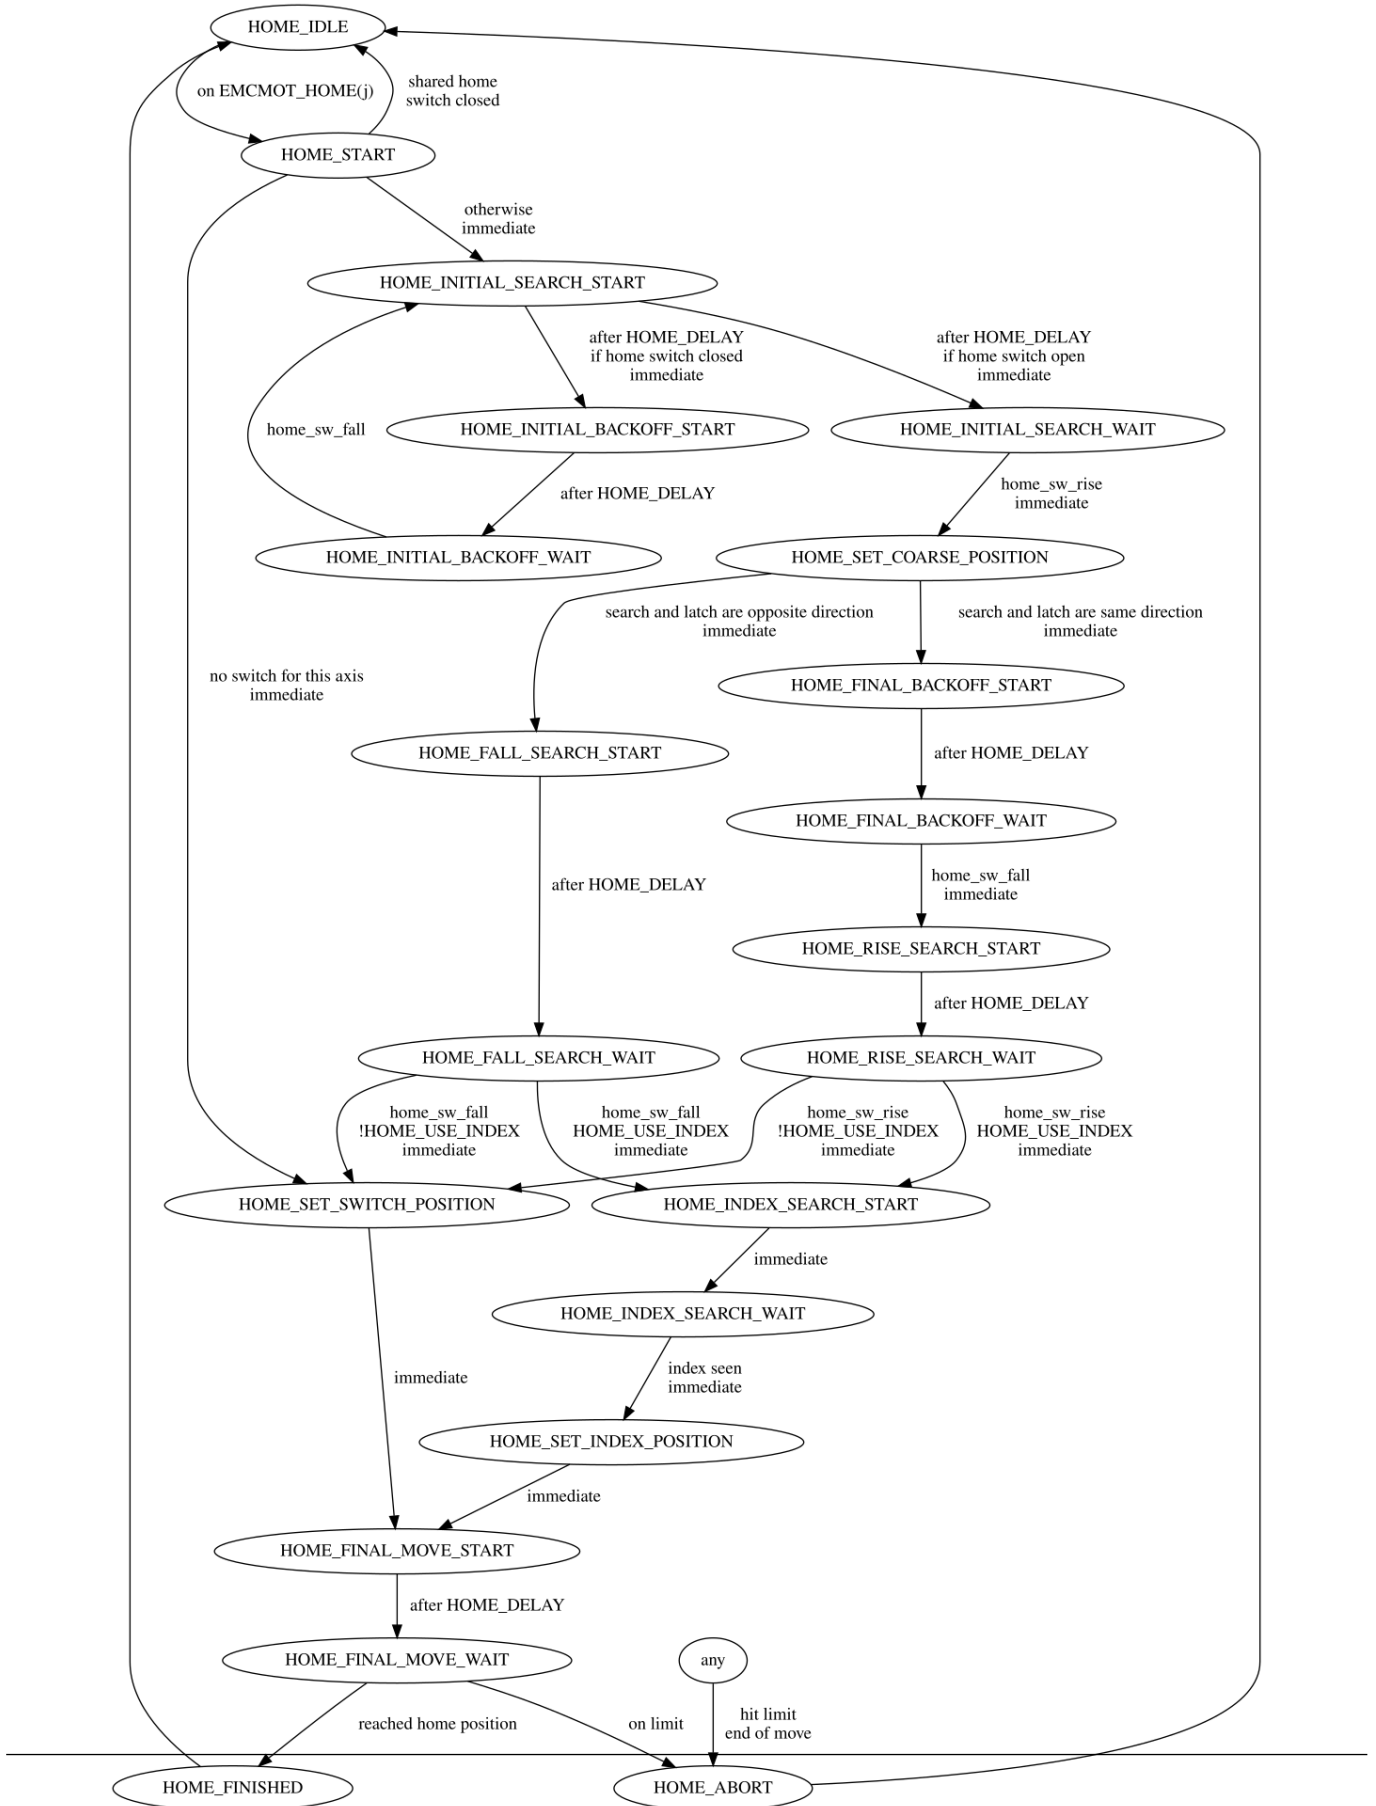 HOME_IDLE
on EMCMOT_HOME(j)
shared home
switch closed
HOME_START
otherwise
immediate
HOME_INITIAL_SEARCH_START
after HOME_DELAY
if home switch closed
immediate
after HOME_DELAY
if home switch open
immediate
home_sw_fall
HOME_INITIAL_BACKOFF_START
HOME_INITIAL_SEARCH_WAIT
after HOME_DELAY
home_sw_rise
immediate
HOME_INITIAL_BACKOFF_WAIT
HOME_SET_COARSE_POSITION
search and latch are opposite direction
immediate
search and latch are same direction
immediate
no switch for this axis
immediate
HOME_FINAL_BACKOFF_START
HOME_FALL_SEARCH_START
after HOME_DELAY
HOME_FINAL_BACKOFF_WAIT
after HOME_DELAY
home_sw_fall
immediate
HOME_RISE_SEARCH_START
after HOME_DELAY
HOME_FALL_SEARCH_WAIT
HOME_RISE_SEARCH_WAIT
home_sw_fall
!HOME_USE_INDEX
immediate
home_sw_fall
HOME_USE_INDEX
immediate
home_sw_rise
!HOME_USE_INDEX
immediate
home_sw_rise
HOME_USE_INDEX
immediate
HOME_SET_SWITCH_POSITION
HOME_INDEX_SEARCH_START
immediate
HOME_INDEX_SEARCH_WAIT
immediate
index seen
immediate
HOME_SET_INDEX_POSITION
immediate
HOME_FINAL_MOVE_START
after HOME_DELAY
HOME_FINAL_MOVE_WAIT
any
reached home position
on limit
hit limit
end of move
HOME_FINISHED
HOME_ABORT